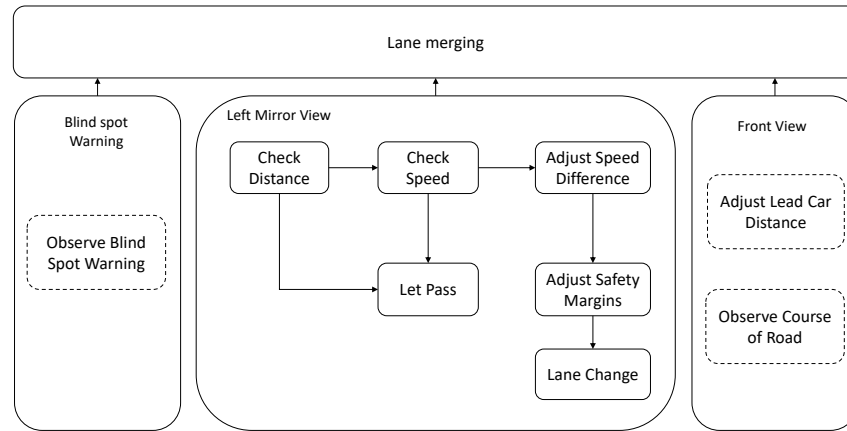 Lane merging
Blind spot
Warning
Observe Blind
Spot Warning
Left Mirror View
Check
Distance
Check
Speed
Adjust Speed
Difference
Let Pass
Adjust Safety
Margins
Lane Change
Front View
Adjust Lead Car
Distance
Observe Course
of Road